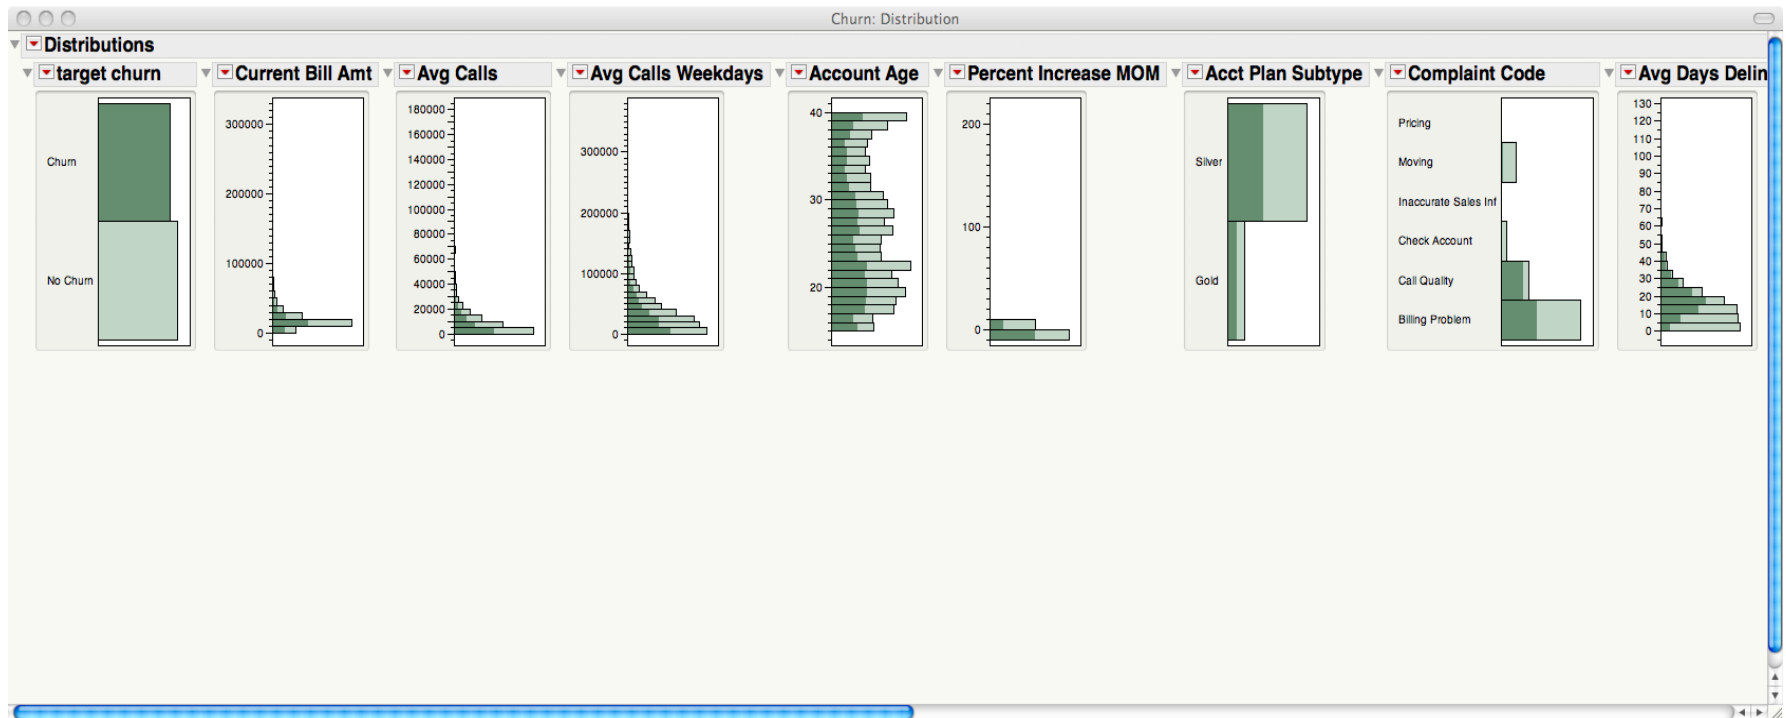 Churn: Distribution
Distributions
target churn
Churn
No Churn
Current Bill Amt
300000
200000
100000
0
Avg Calls
180000
160000
140000
120000
100000
80000
60000
40000
20000
0
Avg Calls Weekdays
300000
200000
100000
0
Account Age
40
30
20
Percent Increase MOM
200
100
0
Acct Plan Subtype
Silver
Gold
Complaint Code
Pricing
Moving
Inaccurate Sales Inf
Check Account
Call Quality
Billing Problem
Avg Days Delin
130
120
110
100
90
80
70
60
50
40
30
20
10
0